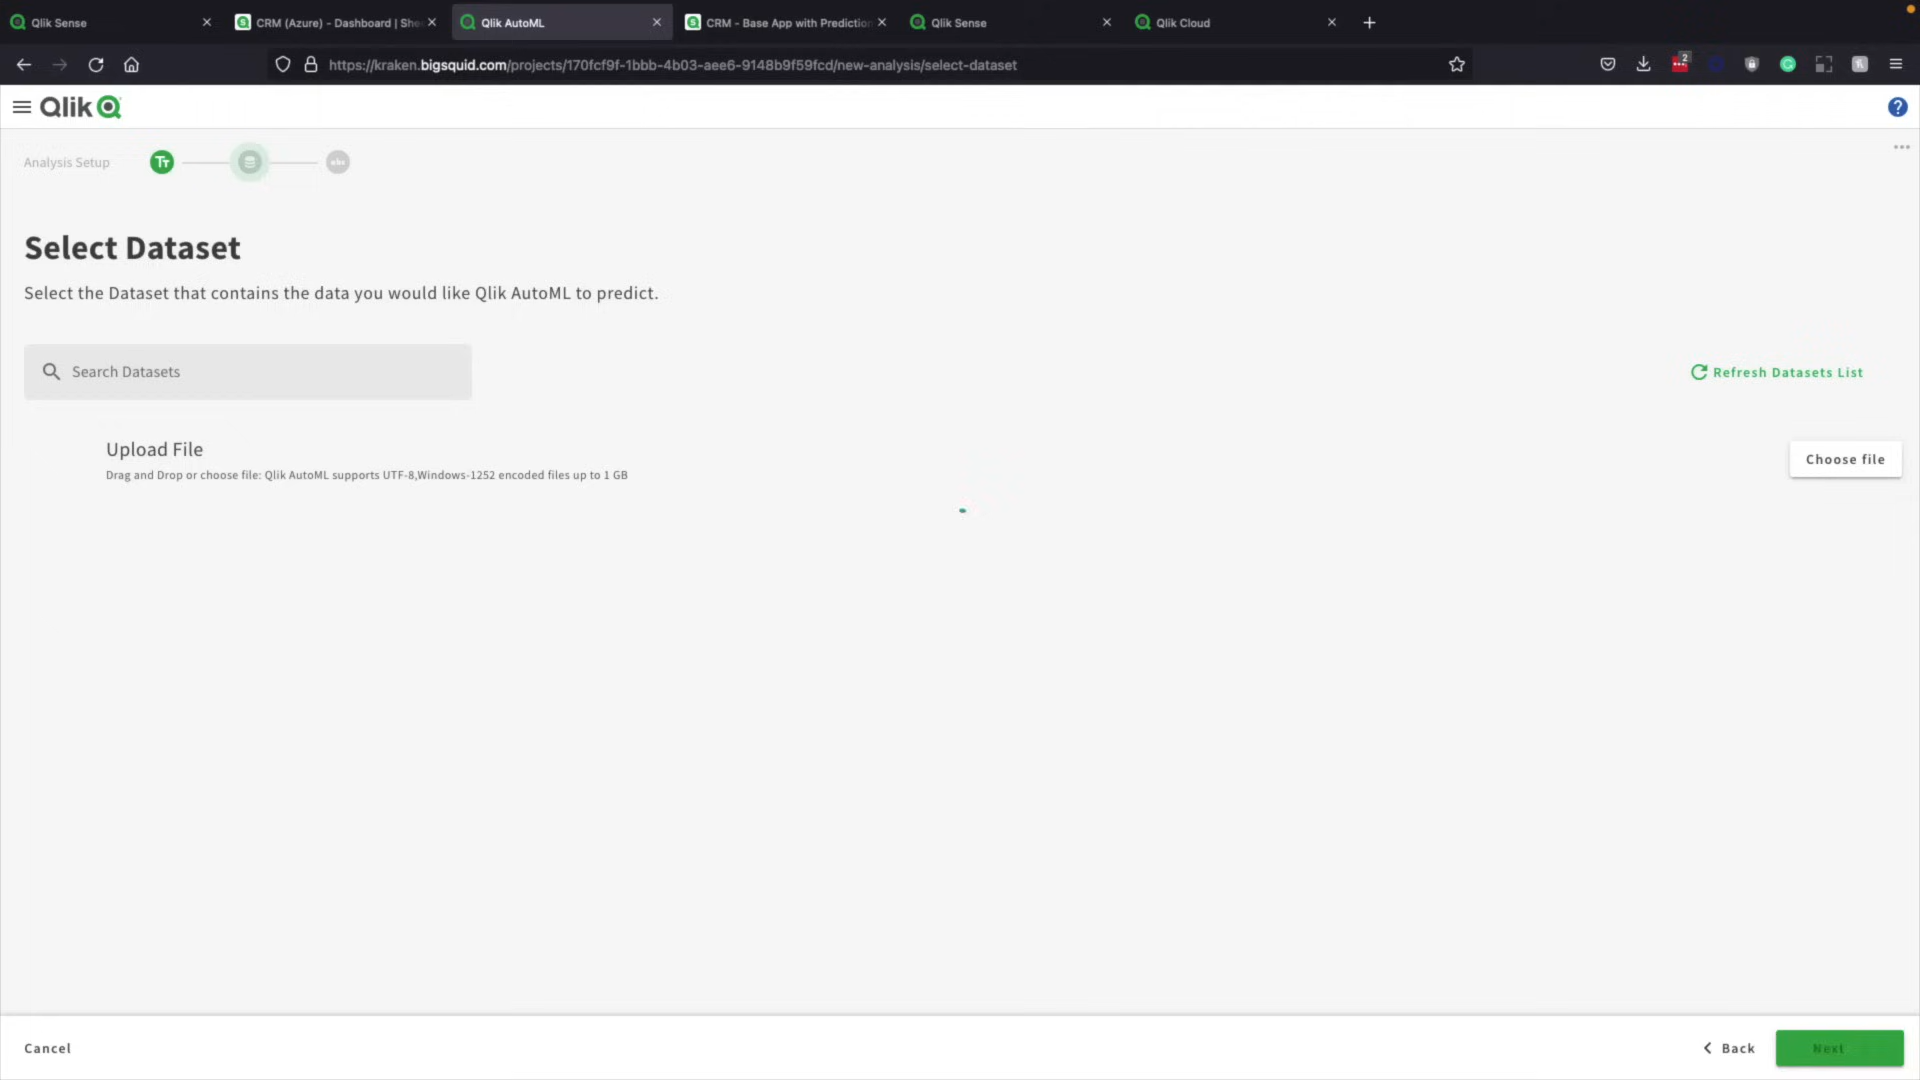 Qlik Sense
CRM (Azure) - Dashboard | She
Qlik AutoML
CRM - Base App with Prediction
Qlik Sense
Qlik Cloud
https://kraken.bigsquid.com/projects/170fcf9f-1bbb-4b03-aee6-9148b9f59fcd/new-analysis/select-dataset
2
Qlik
?
Analysis Setup
Tт
abc
Select Dataset
Select the Dataset that contains the data you would like Qlik AutoML to predict.
Search Datasets
Refresh Datasets List
Upload File
Drag and Drop or choose file: Qlik AutoML supports UTF-8,Windows-1252 encoded files up to 1 GB
Choose file
Cancel
Back
Next